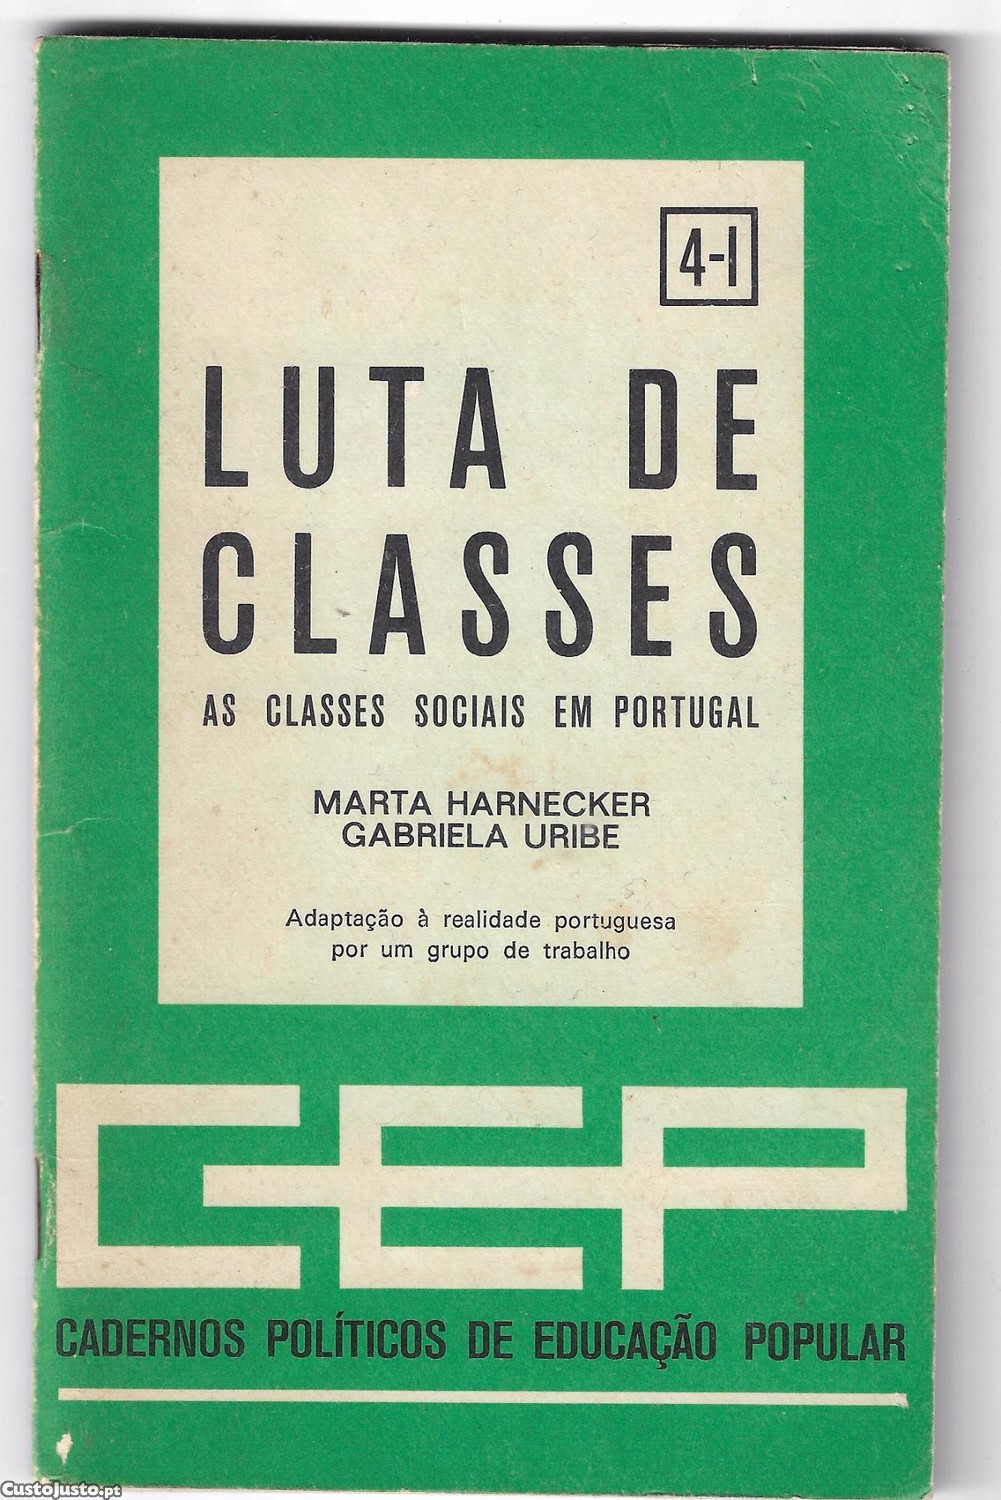 4-I
LUTA DE
CLASSES
AS CLASSES SOCIAIS EM PORTUGAL
MARTA HARNECKER
GABRIELA URIBE
Adaptação à realidade portuguesa
por um grupo de trabalho
CEP
CADERNOS POLÍTICOS DE EDUCAÇÃO POPULAR
CustoJusto.pt